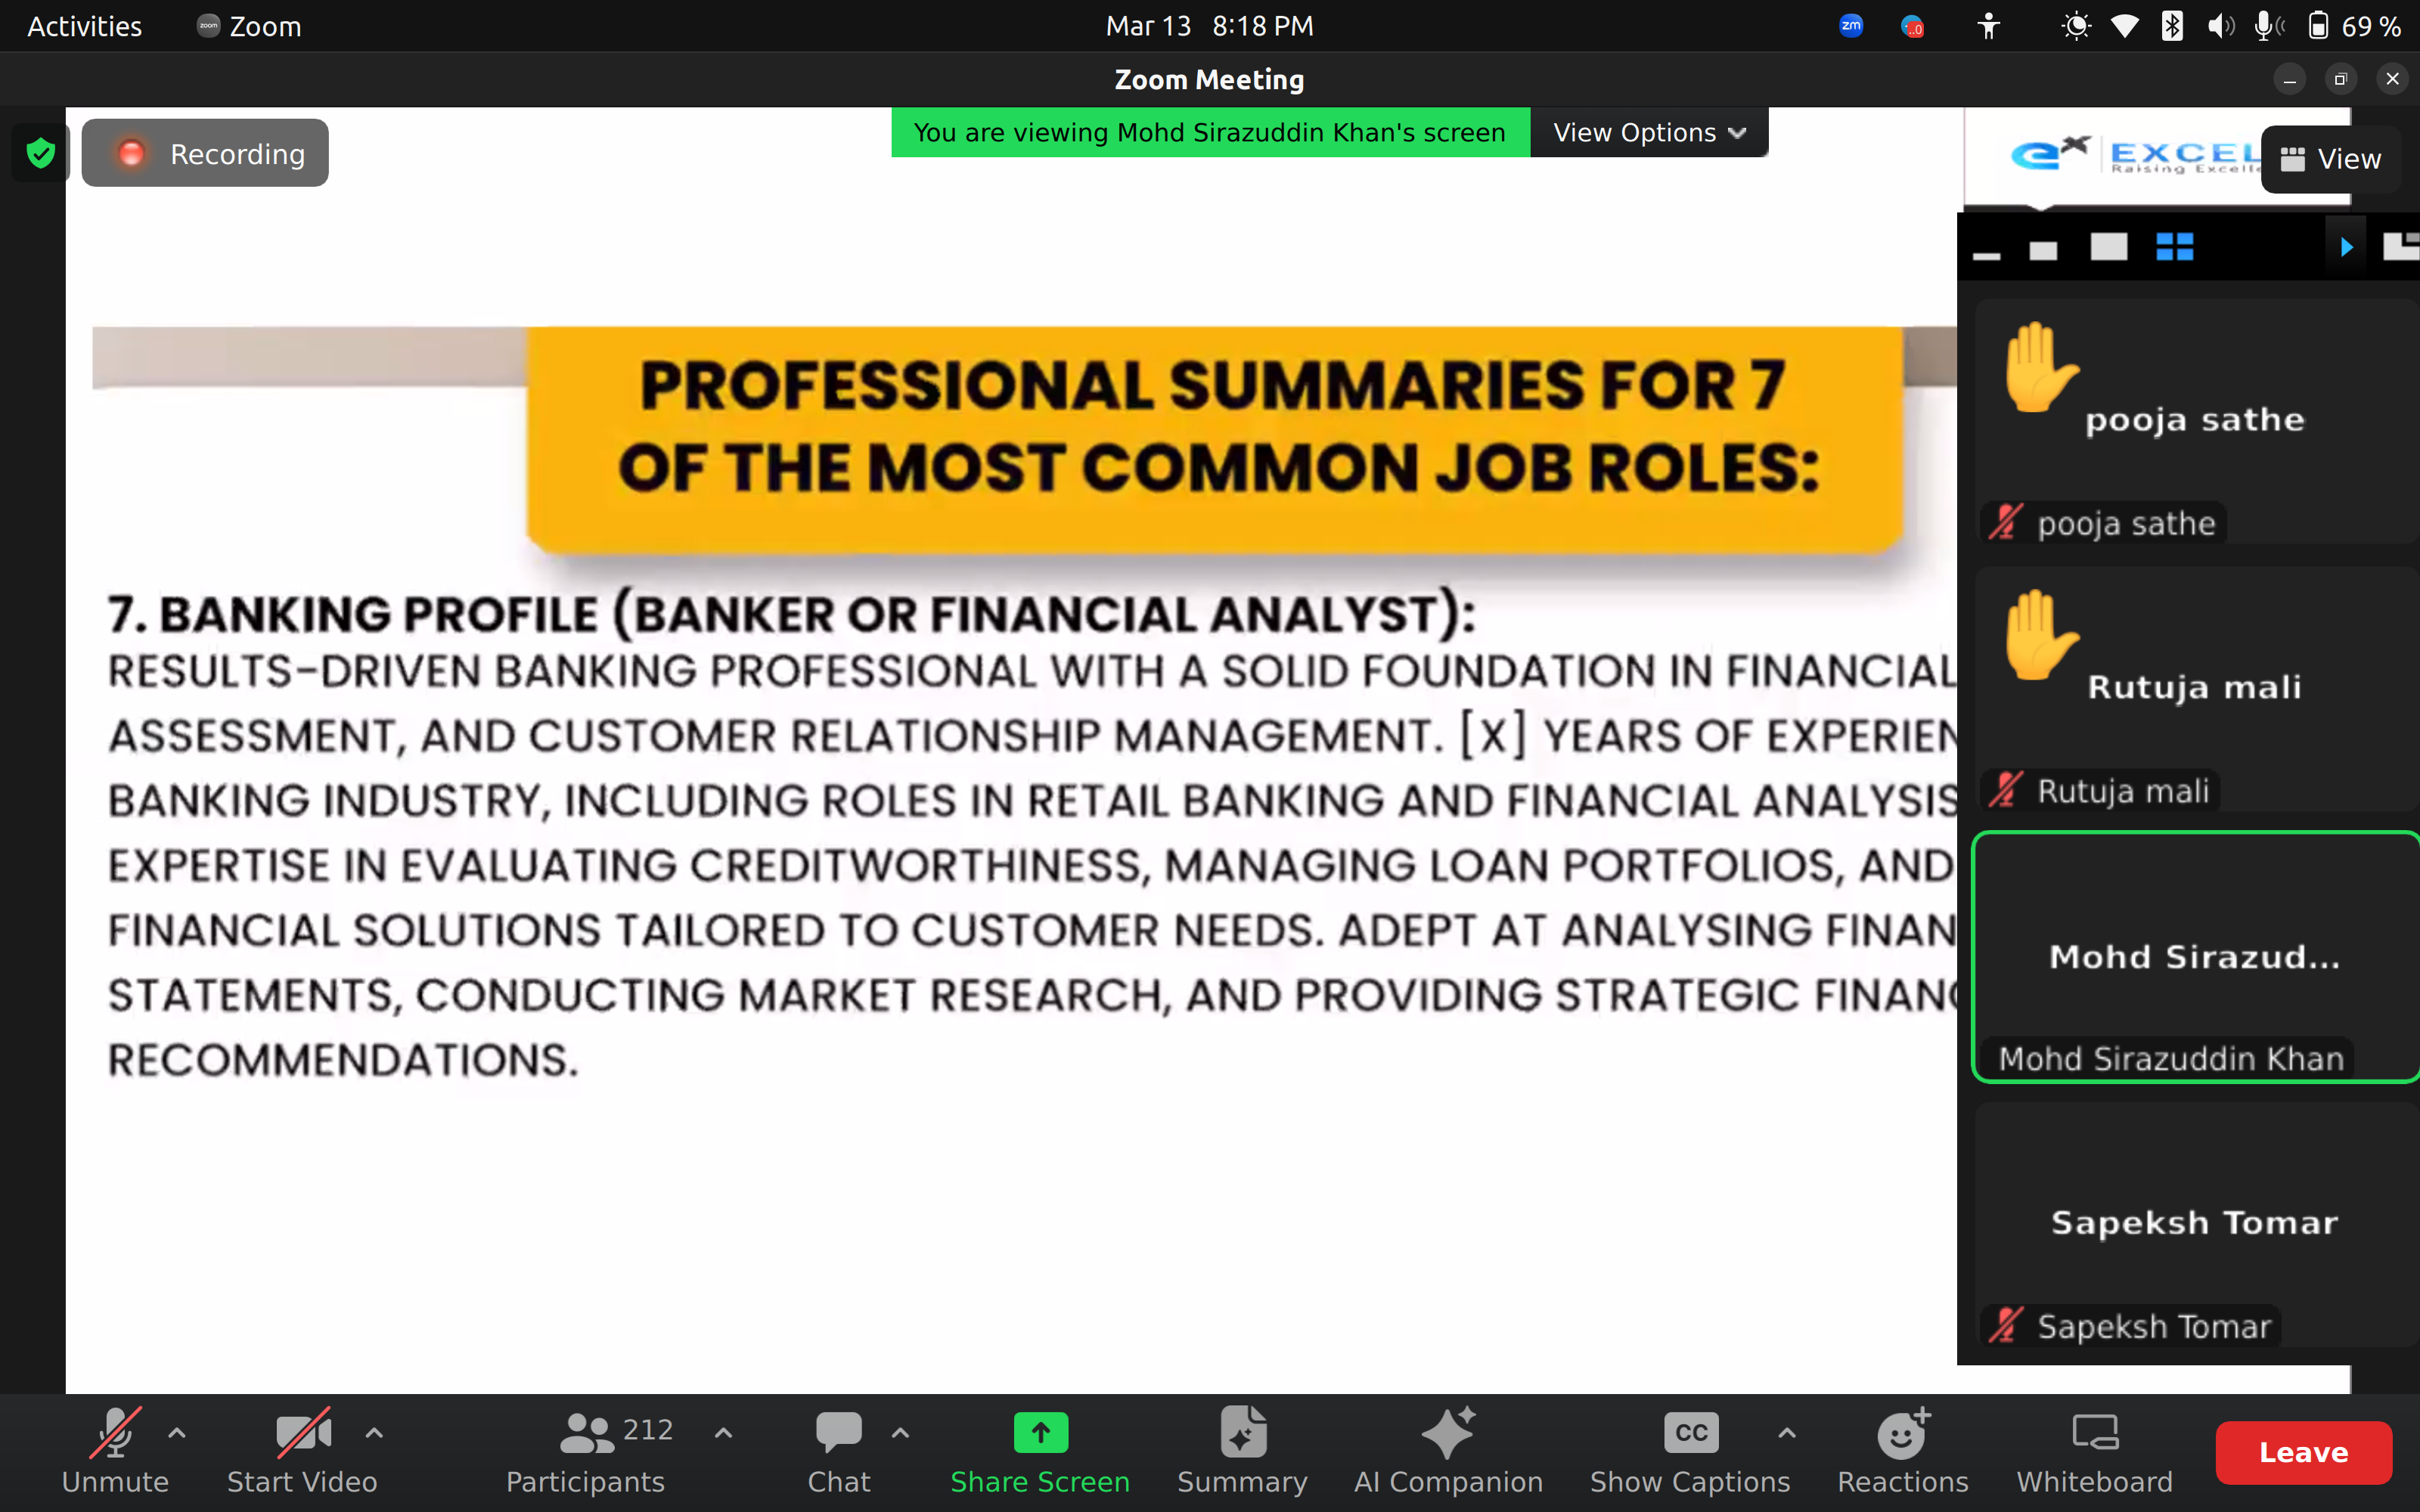 Activities
zoom Zoom
Mar 13 8:18 PM
zm
69 %
Zoom Meeting
Recording
You are viewing Mohd Sirazuddin Khan's screen
View Options
EXCEL
View
PROFESSIONAL SUMMARIES FOR 7
OF THE MOST COMMON JOB ROLES:
7. BANKING PROFILE (BANKER OR FINANCIAL ANALYST):
RESULTS-DRIVEN BANKING PROFESSIONAL WITH A SOLID FOUNDATION IN FINANCIAL
ASSESSMENT, AND CUSTOMER RELATIONSHIP MANAGEMENT. [X] YEARS OF EXPERIEN
BANKING INDUSTRY, INCLUDING ROLES IN RETAIL BANKING AND FINANCIAL ANALYSIS
EXPERTISE IN EVALUATING CREDITWORTHINESS, MANAGING LOAN PORTFOLIOS, AND
FINANCIAL SOLUTIONS TAILORED TO CUSTOMER NEEDS. ADEPT AT ANALYSING FINAN
STATEMENTS, CONDUCTING MARKET RESEARCH, AND PROVIDING STRATEGIC FINANC
RECOMMENDATIONS.
pooja sathe
pooja sathe
Rutuja mali
Rutuja mali
Mohd Sirazud...
Mohd Sirazuddin Khan
Sapeksh Tomar
Sapeksh Tomar
Unmute
Start Video
212
Participants
Chat
Share Screen
Summary
AI Companion
CC
Show Captions
Reactions
Whiteboard
Leave